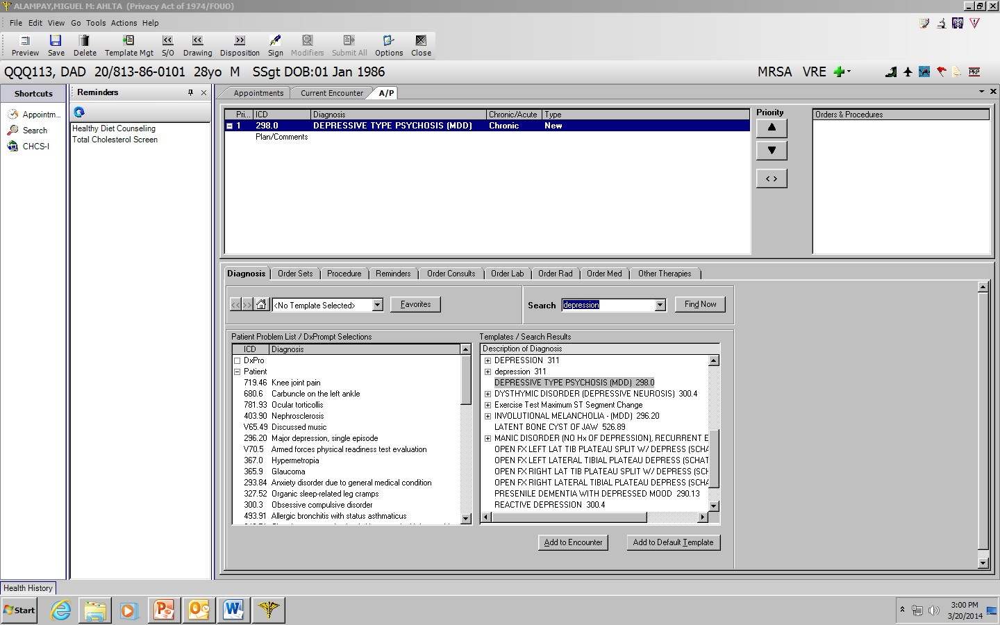 ALAMPAY,MIGUEL M: AHLTA (Privacy Act of 1974/FOUO)
File Edit View Go Tools Actions Help
Preview Save Delete Template Mgt S/O Drawing Disposition Sign Modifiers Submit All Options Close
QQQ113, DAD 20/813-86-0101 28yo M SSgt DOB:01 Jan 1986 MRSA VRE
Shortcuts
Appointm...
Search
CHCS-I
Reminders
Healthy Diet Counseling
Total Cholesterol Screen
Appointments Current Encounter A/P
Pri... ICD Diagnosis Chronic/Acute Type
1 298.0 DEPRESSIVE TYPE PSYCHOSIS (MDD) Chronic New
Plan/Comments
Priority
< >
Orders & Procedures
Diagnosis Order Sets Procedure Reminders Order Consults Order Lab Order Rad Order Med Other Therapies
<< >> <No Template Selected> Favorites Search depression Find Now
Patient Problem List / DxPrompt Selections
ICD Diagnosis
DxPro
Patient
719.46 Knee joint pain
680.6 Carbuncle on the left ankle
781.93 Ocular torticollis
403.90 Nephrosclerosis
V65.49 Discussed music
296.20 Major depression, single episode
V70.5 Armed forces physical readiness test evaluation
367.0 Hypermetropia
365.9 Glaucoma
293.84 Anxiety disorder due to general medical condition
327.52 Organic sleep-related leg cramps
300.3 Obsessive compulsive disorder
493.91 Allergic bronchitis with status asthmaticus
Templates / Search Results
Description of Diagnosis
DEPRESSION 311
depression 311
DEPRESSIVE TYPE PSYCHOSIS (MDD) 298.0
DYSTHYMIC DISORDER (DEPRESSIVE NEUROSIS) 300.4
Exercise Test Maximum ST Segment Change
INVOLUTIONAL MELANCHOLIA - (MDD) 296.20
LATENT BONE CYST OF JAW 526.89
MANIC DISORDER (NO Hx OF DEPRESSION), RECURRENT E
OPEN FX LEFT LAT TIB PLATEAU SPLIT W/ DEPRESS (SCHA
OPEN FX LEFT LATERAL TIBIAL PLATEAU DEPRESS (SCHAT
OPEN FX RIGHT LAT TIB PLATEAU SPLIT W/ DEPRESS (SCH
OPEN FX RIGHT LATERAL TIBIAL PLATEAU DEPRESS (SCHA
PRESENILE DEMENTIA WITH DEPRESSED MOOD 290.13
REACTIVE DEPRESSION 300.4
Add to Encounter Add to Default Template
Health History
Start
3:00 PM
3/20/2014